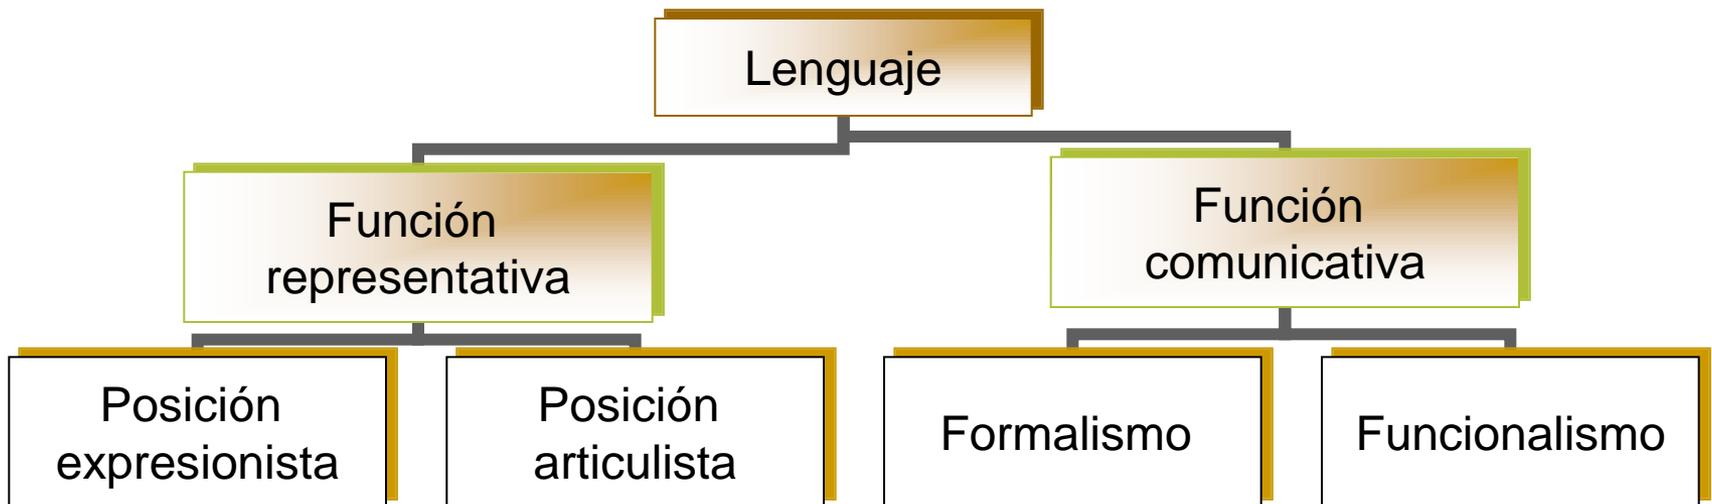 Lenguaje
Función
representativa
Función
comunicativa
Posición
expresionista
Posición
articulista
Formalismo
Funcionalismo